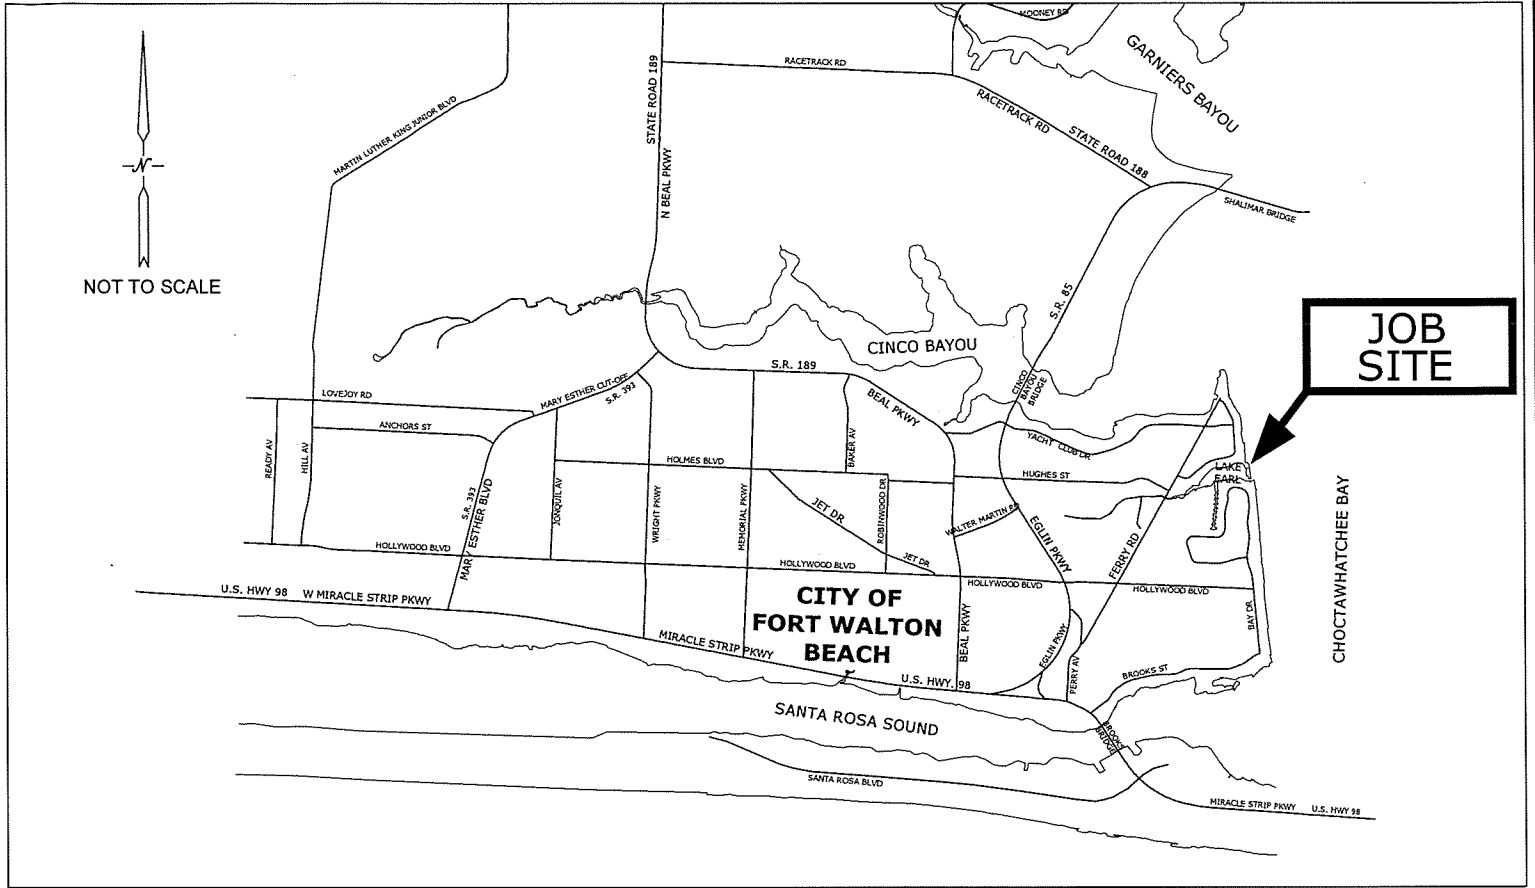 MOONEY RD
GARNIERS BAYOU
STATE ROAD 189
RACETRACK RD
RACETRACK RD
STATE ROAD 188
MARTIN LUTHER KING JUNIOR BLVD
N
N BEAL PKWY
SHALIMAR BRIDGE
NOT TO SCALE
S.R. 85
JOB
SITE
CINCO BAYOU
S.R. 189
CINCO
BAYOU
BRIDGE
LOVEJOY RD
MARY ESTHER CUT-OFF
S.R. 393
BEAL PKWY
ANCHORS ST
READY AV
HILL AV
BAKER AV
YACHT CLUB DR
HOLMES BLVD
HUGHES ST
LAKE
EARL
S.R. 393
MARY ESTHER BLVD
JONQUIL AV
WRIGHT PKWY
MEMORIAL PKWY
JET DR
ROBINWOOD DR
WALTER MARTIN RD
EGLIN PKWY
FERRY RD
CHOCTAWHATCHEE BAY
HOLLYWOOD BLVD
JET DR
HOLLYWOOD BLVD
HOLLYWOOD BLVD
HOLLYWOOD BLVD
U.S. HWY 98 W MIRACLE STRIP PKWY
CITY OF
FORT WALTON
BEACH
BEAL PKWY
BAY DR
MIRACLE STRIP PKWY
EGLIN PKWY
PERRY AV
BROOKS ST
U.S. HWY. 98
SANTA ROSA SOUND
BROOKS
BRIDGE
SANTA ROSA BLVD
MIRACLE STRIP PKWY U.S. HWY 98